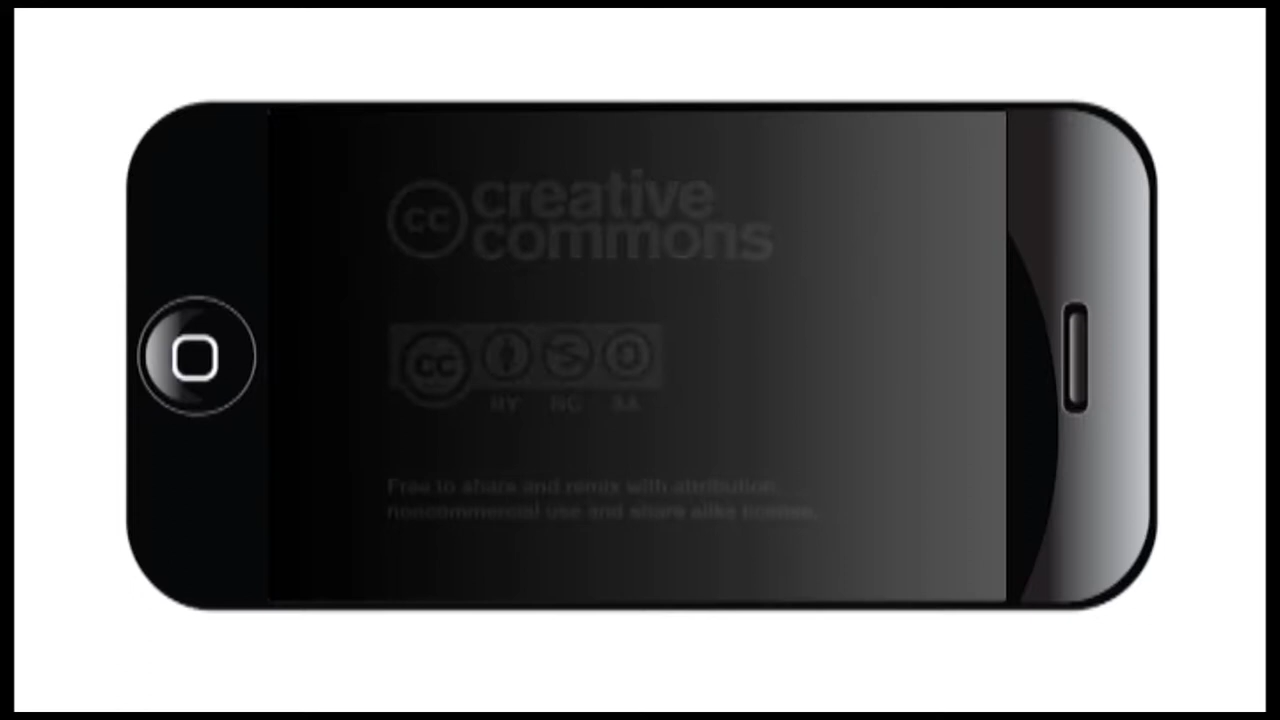 cc creative
commons
cc
BY NC SA
Free to share and remix with attribution,
noncommercial use and share alike license.